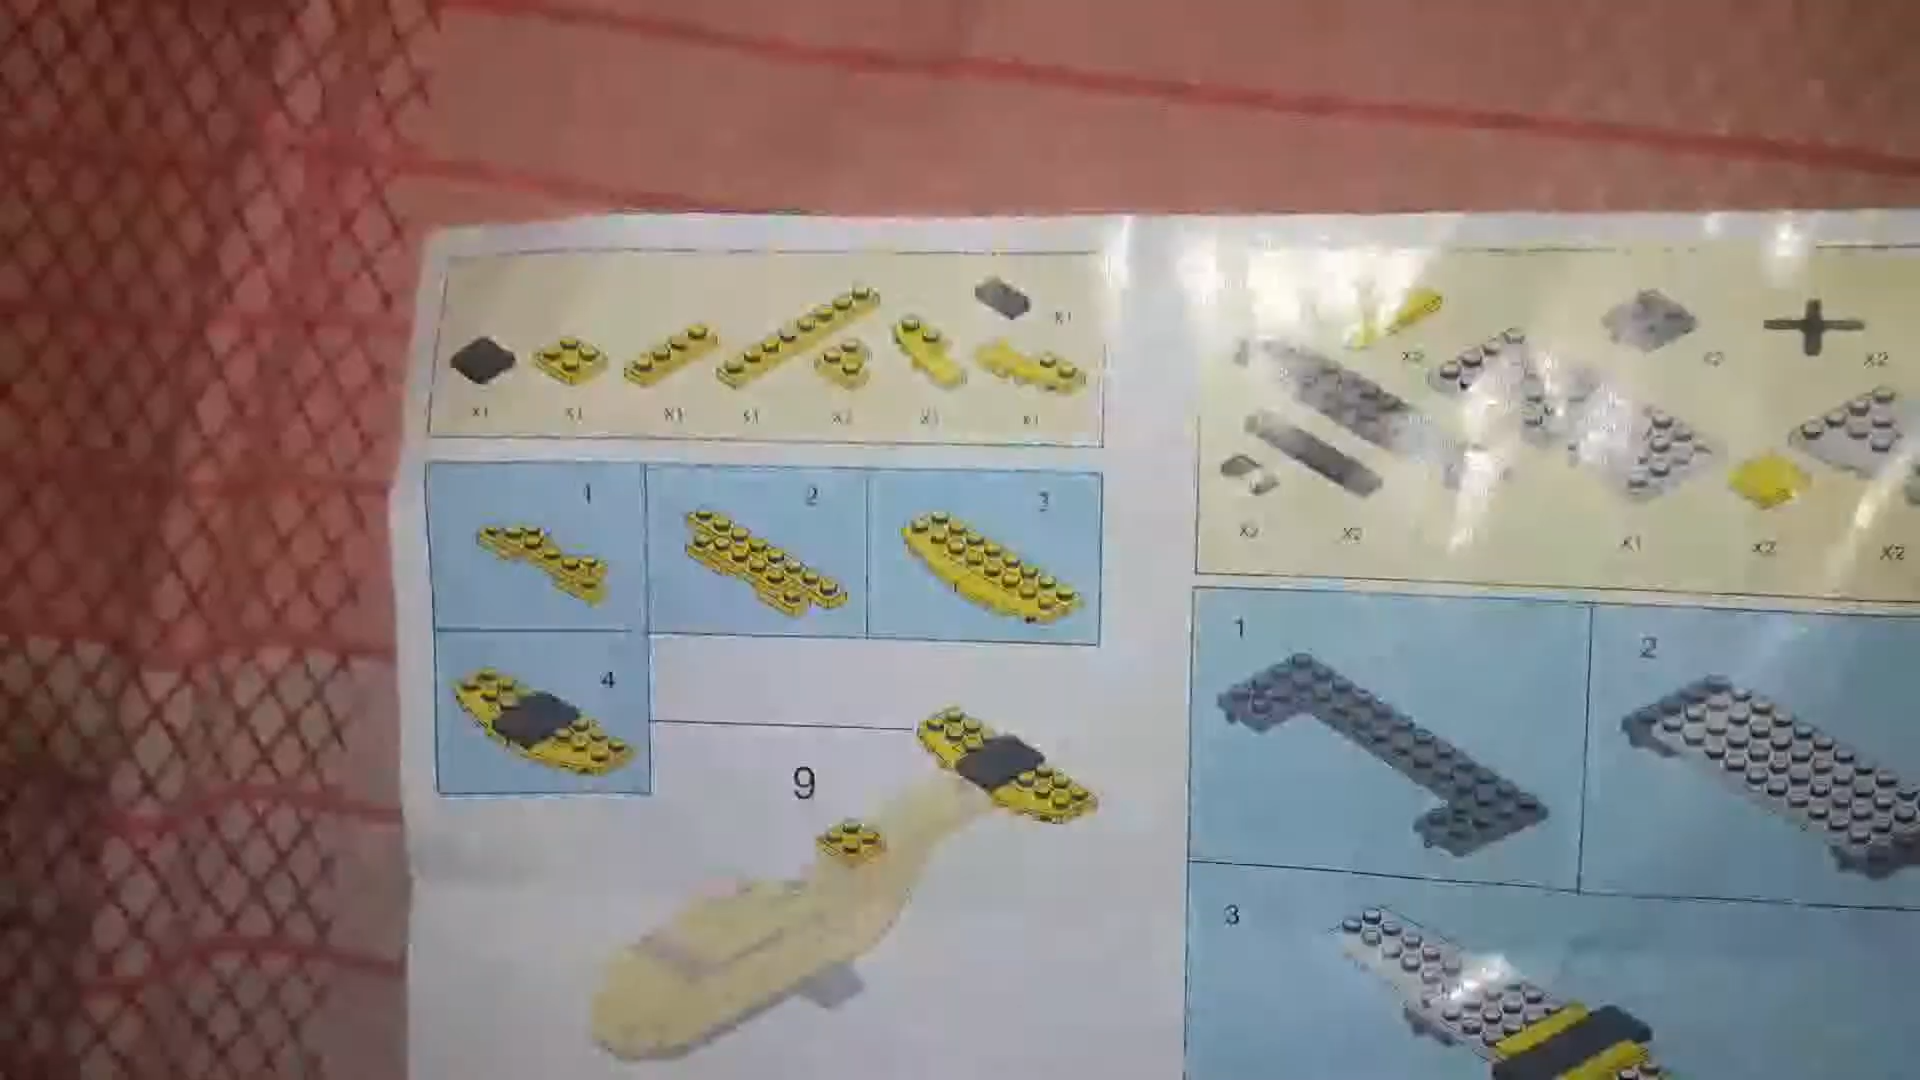 X1
X1 X1 X1 X1 X2 X1 X1
1 2 3
4
9
X2 X2
X2 X2 X1 X2 X2
1 2
3